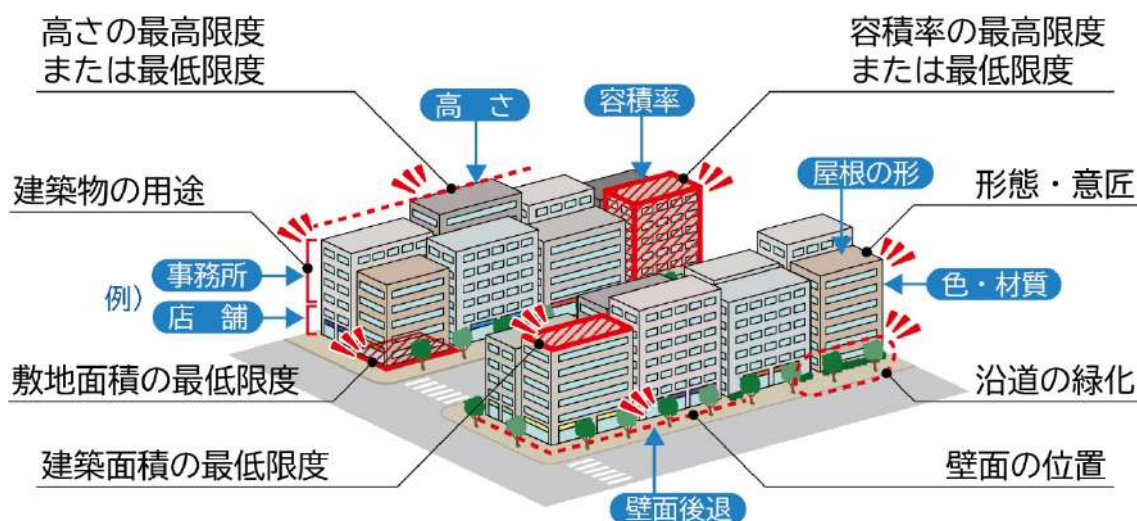 高さの最高限度
または最低限度
容積率の最高限度
または最低限度
高　さ
容積率
建築物の用途
屋根の形
形態・意匠
事務所
例）
店　舗
色・材質
敷地面積の最低限度
沿道の緑化
建築面積の最低限度
壁面の位置
壁面後退